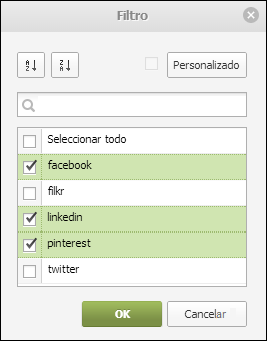 Filtro
A
Z
Z
A
Personalizado
Seleccionar todo
facebook
filkr
linkedin
pinterest
twitter
OK
Cancelar